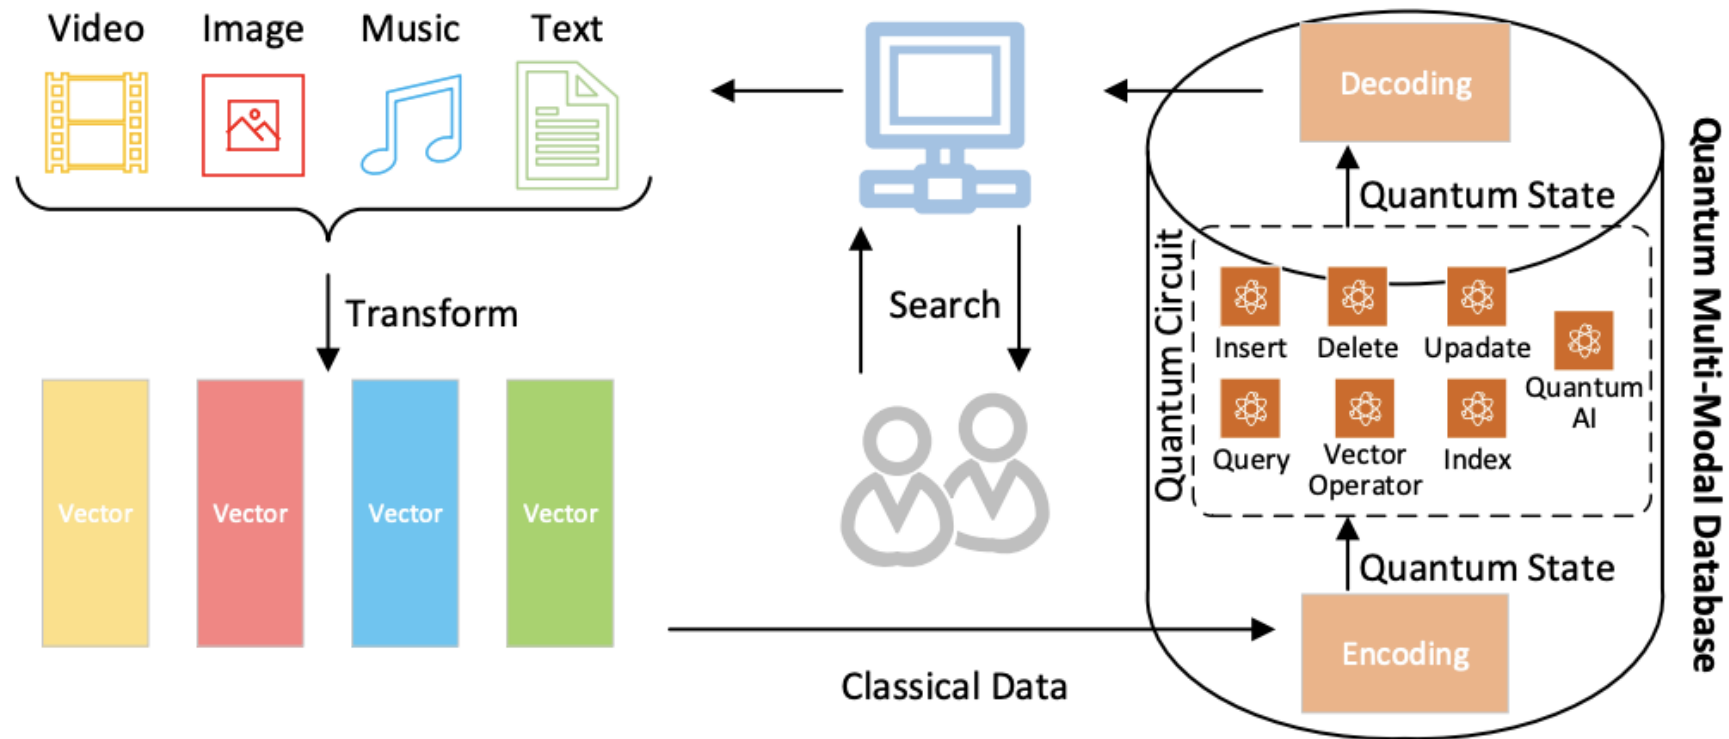 Video
Image
Music
Text
Transform
Vector
Vector
Vector
Vector
Search
Classical Data
Decoding
Quantum State
Quantum Circuit
Insert
Delete
Upadate
Quantum
AI
Query
Vector
Operator
Index
Quantum State
Encoding
Quantum Multi-Modal Database